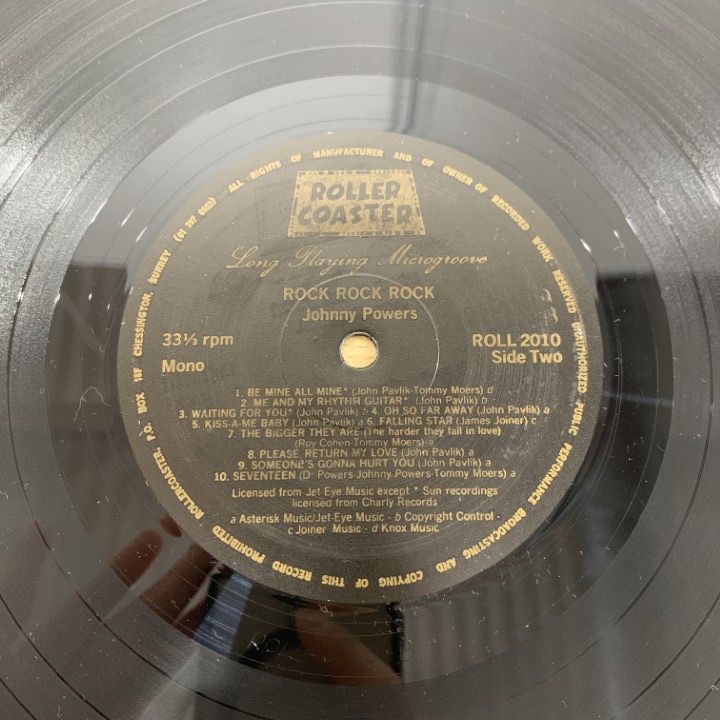 ALL RIGHTS OF MANUFACTURER AND OF OWNER OF RECORDED WORK RESERVED UNAUTHORIZED PUBLIC PERFORMANCE BROADCASTING AND COPYING OF THIS RECORD PROHIBITED ROLLERCOASTER, P.O. BOX 18F CHESSINGTON, SURREY
ROLLER
COASTER
Long Playing Microgroove
ROCK ROCK ROCK
Johnny Powers
33⅓ rpm
Mono
ROLL 2010
Side Two
1. BE MINE ALL MINE* (John Pavlik-Tommy Moers) d
2. ME AND MY RHYTHM GUITAR* (John Pavlik) b
3. WAITING FOR YOU* (John Pavlik) b 4. OH SO FAR AWAY (John Pavlik) a
5. KISS-A-ME BABY (John Pavlik) a 6. FALLING STAR (James Joiner) c
7. THE BIGGER THEY ARE (The harder they fall in love)
(Roy Cohen-Tommy Moers) a
8. PLEASE RETURN MY LOVE (John Pavlik) a
9. SOMEONE'S GONNA HURT YOU (John Pavlik) a
10. SEVENTEEN (D. Powers-Johnny Powers-Tommy Moers) a
Licensed from Jet-Eye Music except * Sun recordings
licensed from Charly Records
a Asterisk Music/Jet-Eye Music - b Copyright Control -
c Joiner Music - d Knox Music